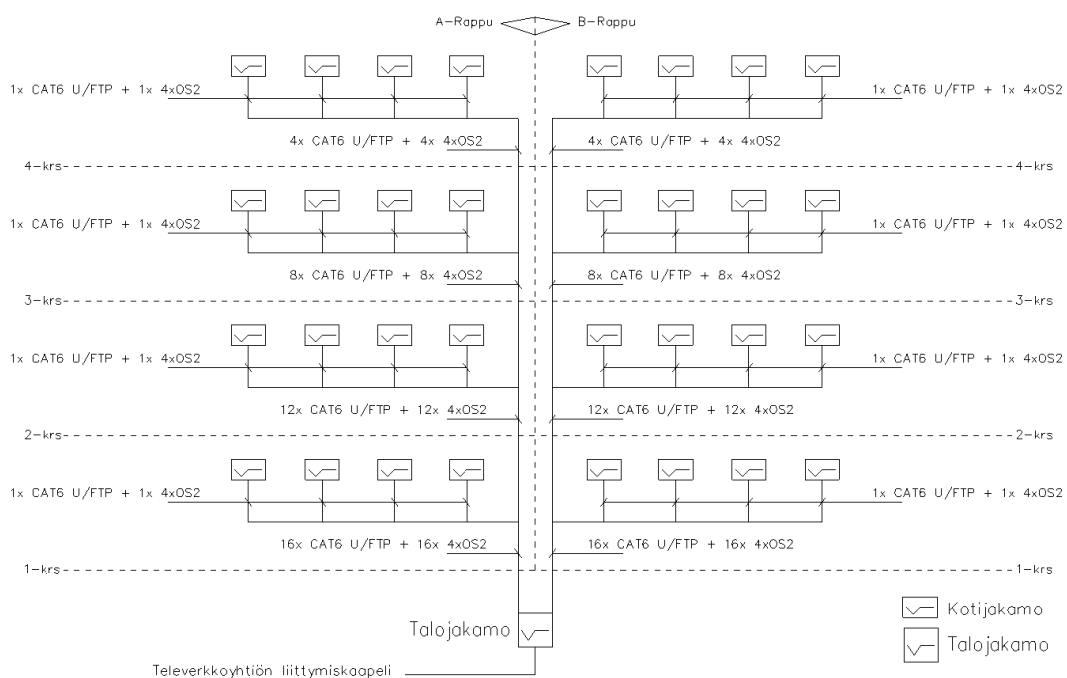 A-Rappu B-Rappu
1x CAT6 U/FTP + 1x 4xOS2 1x CAT6 U/FTP + 1x 4xOS2
4x CAT6 U/FTP + 4x 4xOS2 4x CAT6 U/FTP + 4x 4xOS2
4-krs 4-krs
1x CAT6 U/FTP + 1x 4xOS2 1x CAT6 U/FTP + 1x 4xOS2
8x CAT6 U/FTP + 8x 4xOS2 8x CAT6 U/FTP + 8x 4xOS2
3-krs 3-krs
1x CAT6 U/FTP + 1x 4xOS2 1x CAT6 U/FTP + 1x 4xOS2
12x CAT6 U/FTP + 12x 4xOS2 12x CAT6 U/FTP + 12x 4xOS2
2-krs 2-krs
1x CAT6 U/FTP + 1x 4xOS2 1x CAT6 U/FTP + 1x 4xOS2
16x CAT6 U/FTP + 16x 4xOS2 16x CAT6 U/FTP + 16x 4xOS2
1-krs 1-krs
Kotijakamo
Talojakamo Talojakamo
Televerkkoyhtiön liittymiskaapeli